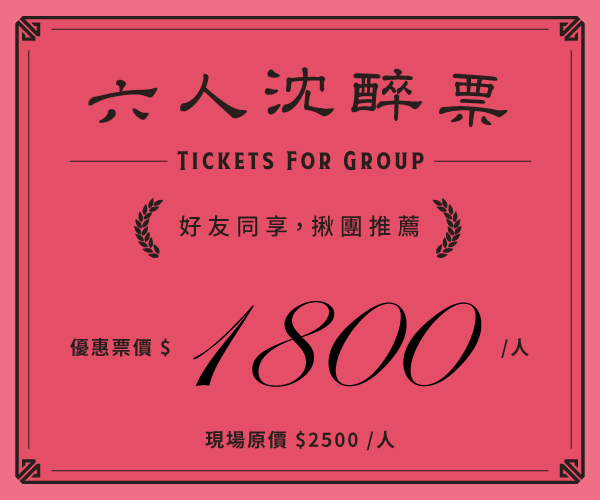 六人沈醉票
TICKETS FOR GROUP
好友同享，揪團推薦
優惠票價 $ 1800 /人
現場原價 $2500 /人